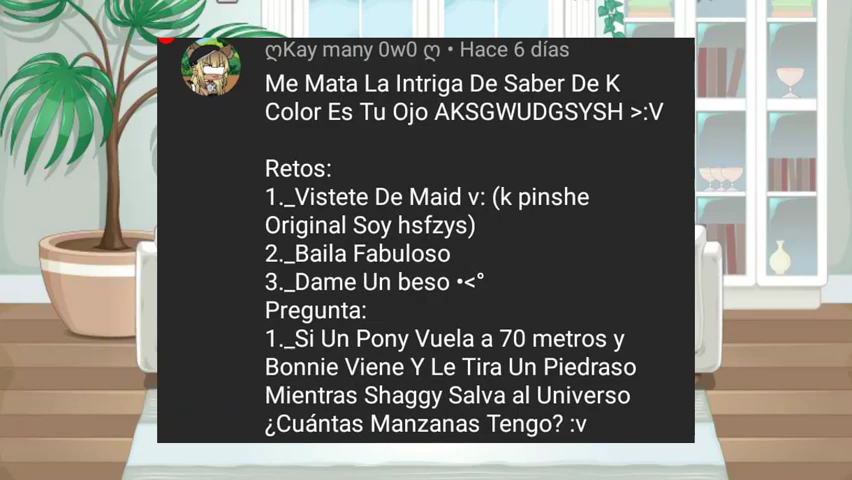 ღKay many 0w0 ღ • Hace 6 días
Me Mata La Intriga De Saber De K
Color Es Tu Ojo AKSGWUDGSYSH >:V
Retos:
1._Vistete De Maid v: (k pinshe
Original Soy hsfzys)
2._Baila Fabuloso
3._Dame Un beso •<°
Pregunta:
1._Si Un Pony Vuela a 70 metros y
Bonnie Viene Y Le Tira Un Piedraso
Mientras Shaggy Salva al Universo
¿Cuántas Manzanas Tengo? :v